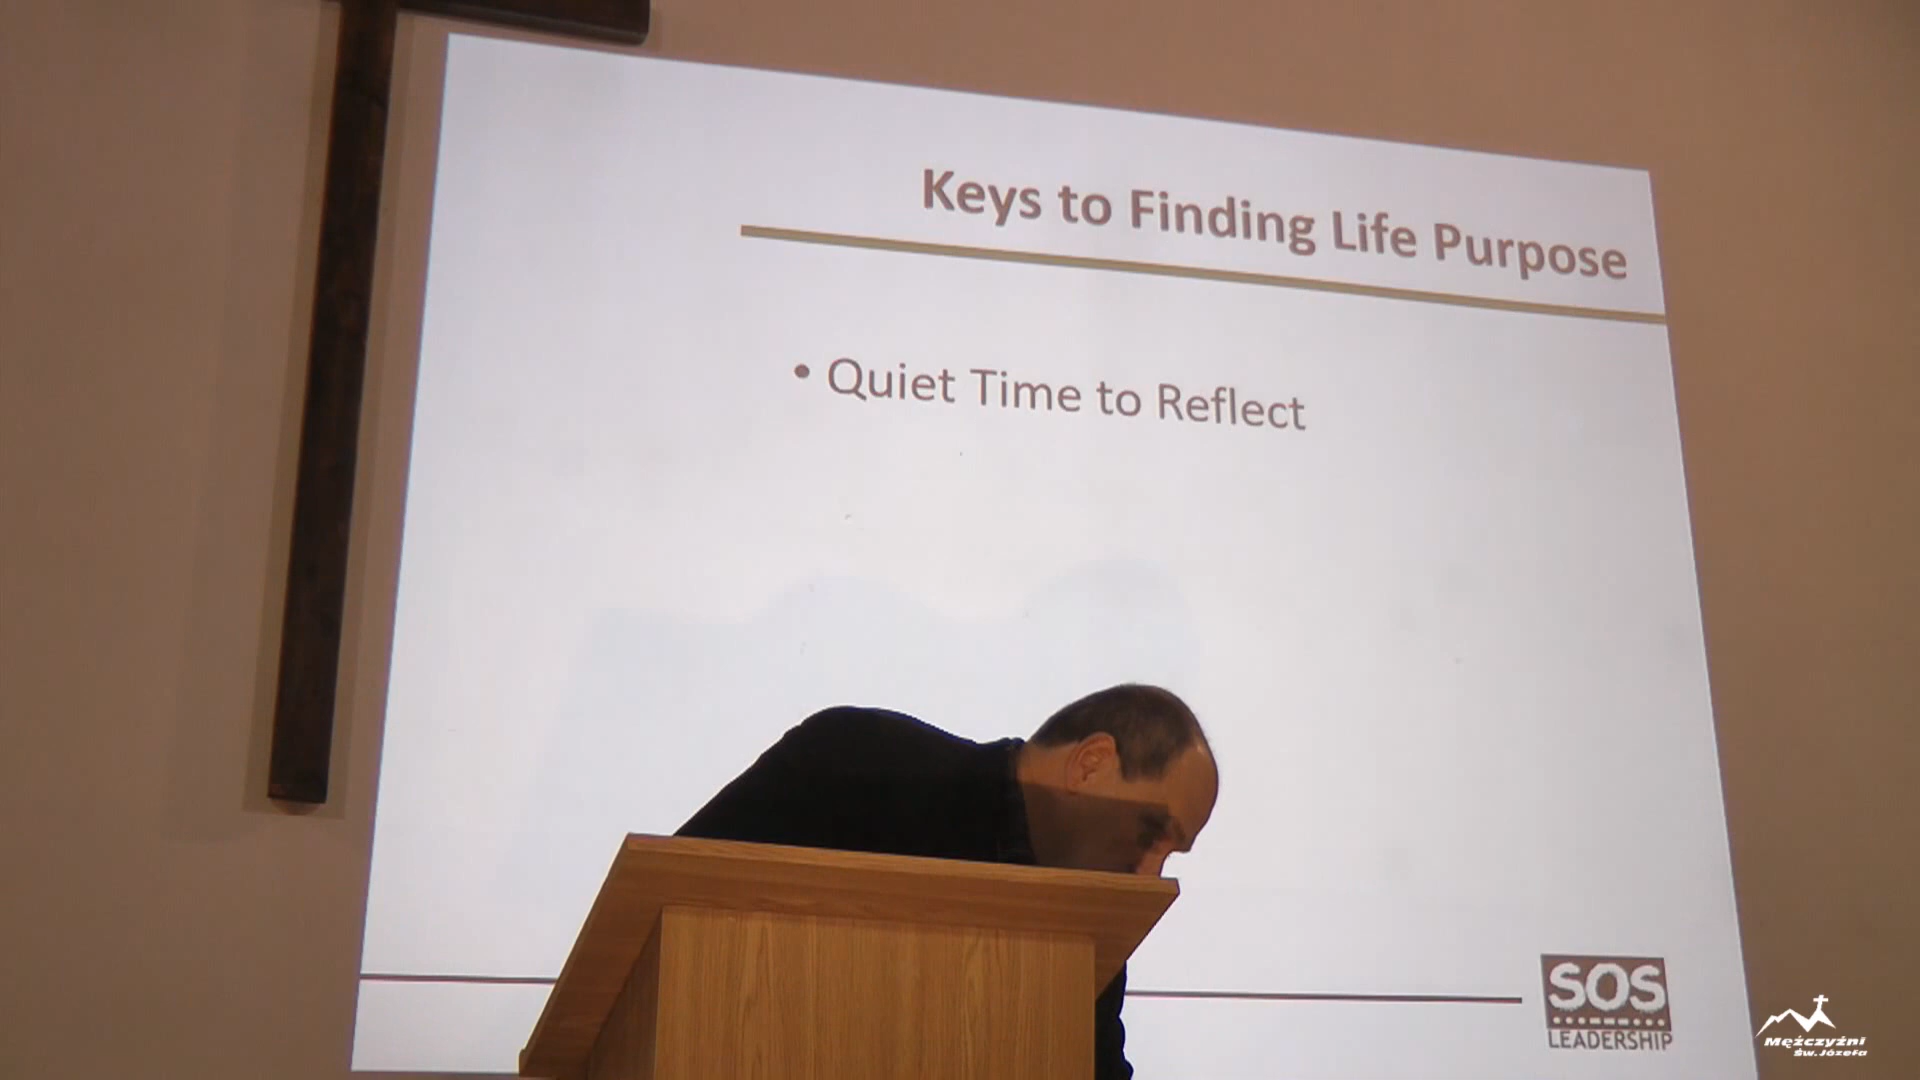 Keys to Finding Life Purpose
• Quiet Time to Reflect
SOS
LEADERSHIP
Mężczyźni
Św. Józefa